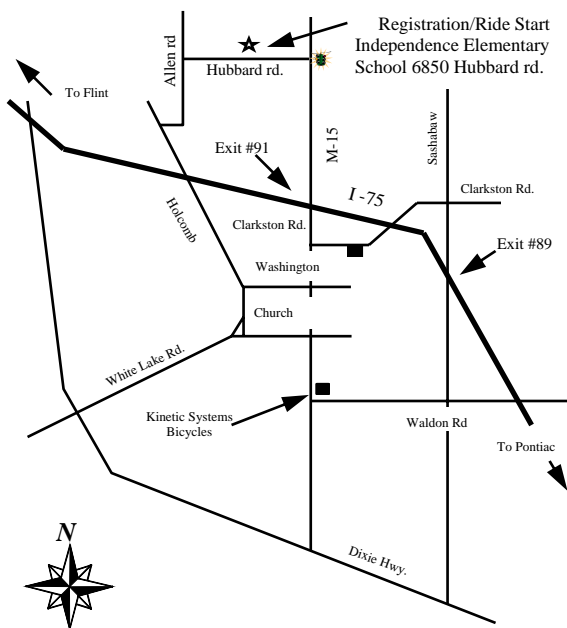 Registration/Ride Start
Independence Elementary
School 6850 Hubbard rd.
Allen rd
Hubbard rd.
To Flint
M-15
Sashabaw
Exit #91
I -75
Clarkston Rd.
Holcomb
Clarkston Rd.
Exit #89
Washington
Church
White Lake Rd.
Kinetic Systems
Bicycles
Waldon Rd
To Pontiac
Dixie Hwy.
N